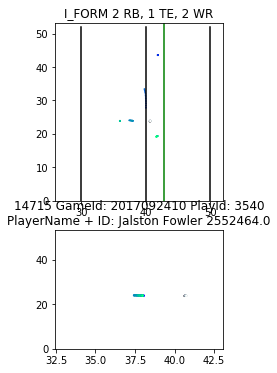 I_FORM 2 RB, 1 TE, 2 WR
50
40
30
20
10
0
30 40 50
14715 GameId: 2017092410 PlayId: 3540
PlayerName + ID: Jalston Fowler 2552464.0
40
20
0
32.5 35.0 37.5 40.0 42.5